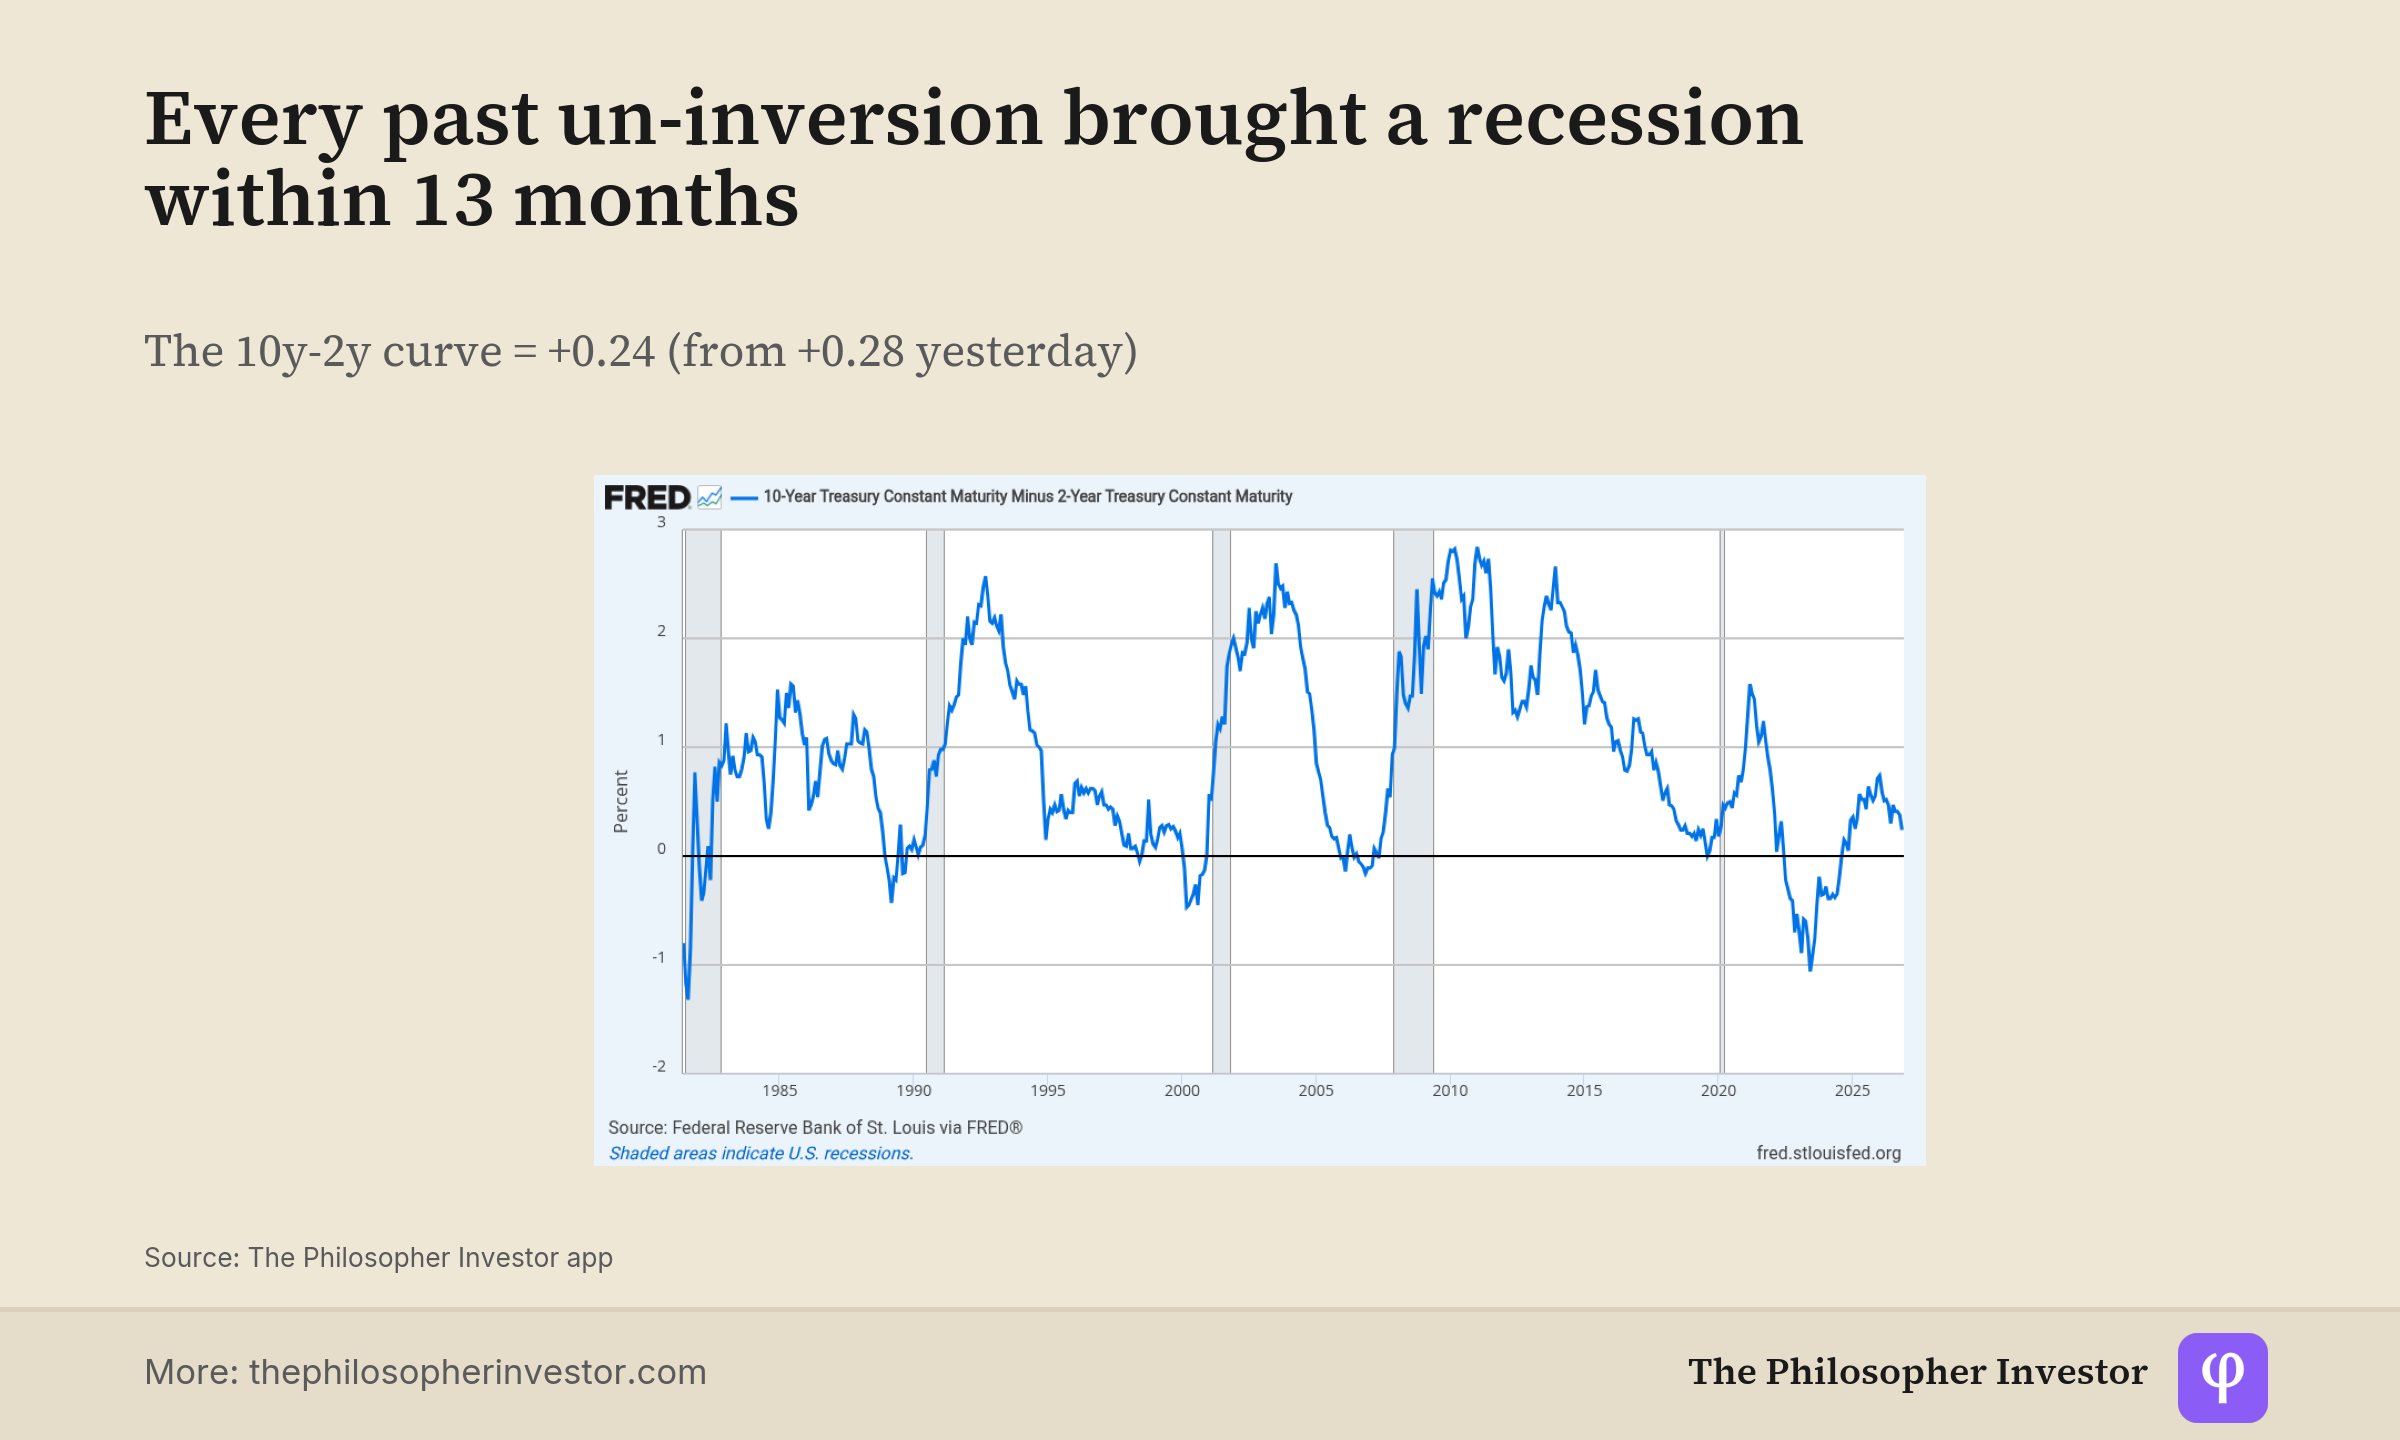 Every past un-inversion brought a recession
within 13 months
The 10y-2y curve = +0.24 (from +0.28 yesterday)
FRED
10-Year Treasury Constant Maturity Minus 2-Year Treasury Constant Maturity
3
2
1
0
-1
-2
Percent
1985 1990 1995 2000 2005 2010 2015 2020 2025
Source: Federal Reserve Bank of St. Louis via FRED®
Shaded areas indicate U.S. recessions.
fred.stlouisfed.org
Source: The Philosopher Investor app
More: thephilosopherinvestor.com
The Philosopher Investor
φ